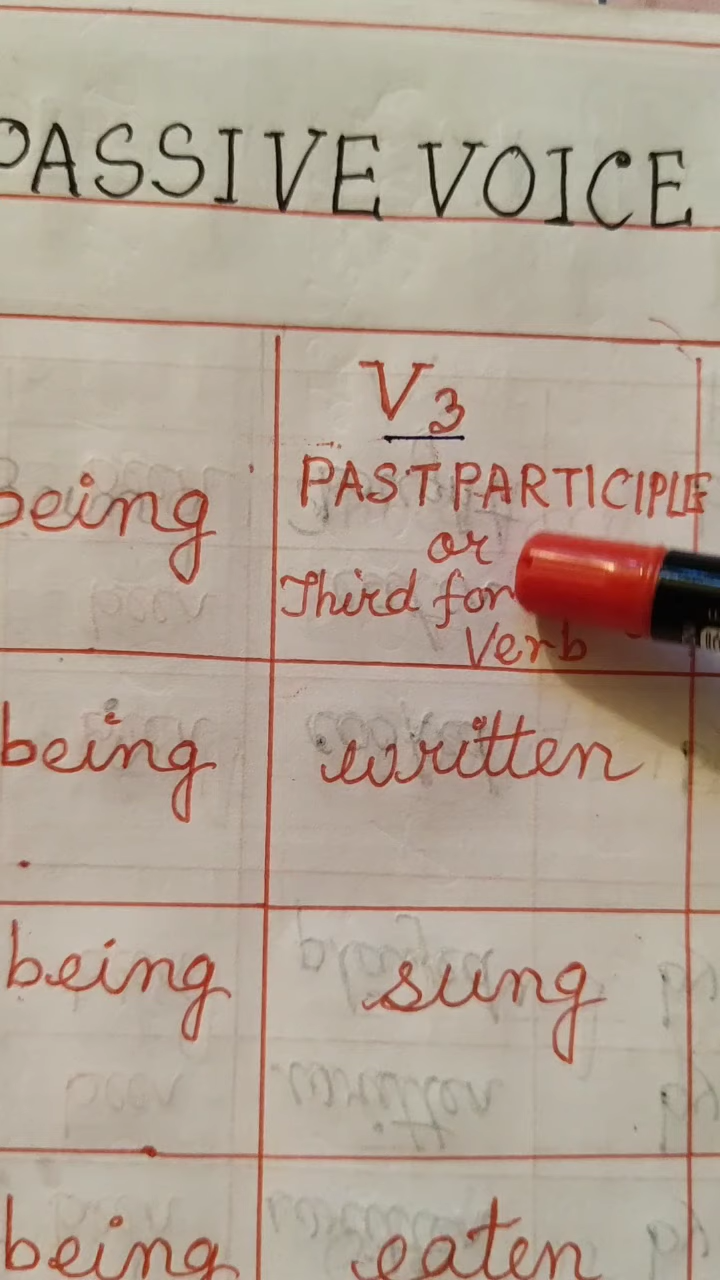 PASSIVE VOICE
being
V3
PAST PARTICIPLE
or
Third for
Verb
being written
being sung
being eaten